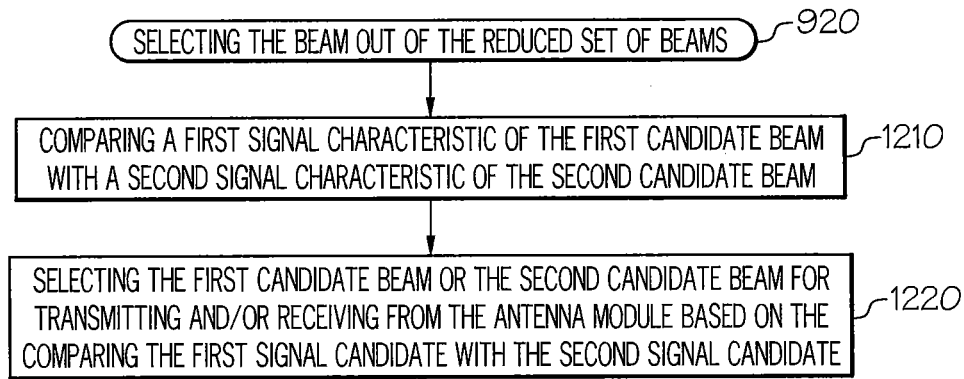 SELECTING THE BEAM OUT OF THE REDUCED SET OF BEAMS
920
COMPARING A FIRST SIGNAL CHARACTERISTIC OF THE FIRST CANDIDATE BEAM
WITH A SECOND SIGNAL CHARACTERISTIC OF THE SECOND CANDIDATE BEAM
1210
SELECTING THE FIRST CANDIDATE BEAM OR THE SECOND CANDIDATE BEAM FOR
TRANSMITTING AND/OR RECEIVING FROM THE ANTENNA MODULE BASED ON THE
COMPARING THE FIRST SIGNAL CANDIDATE WITH THE SECOND SIGNAL CANDIDATE
1220